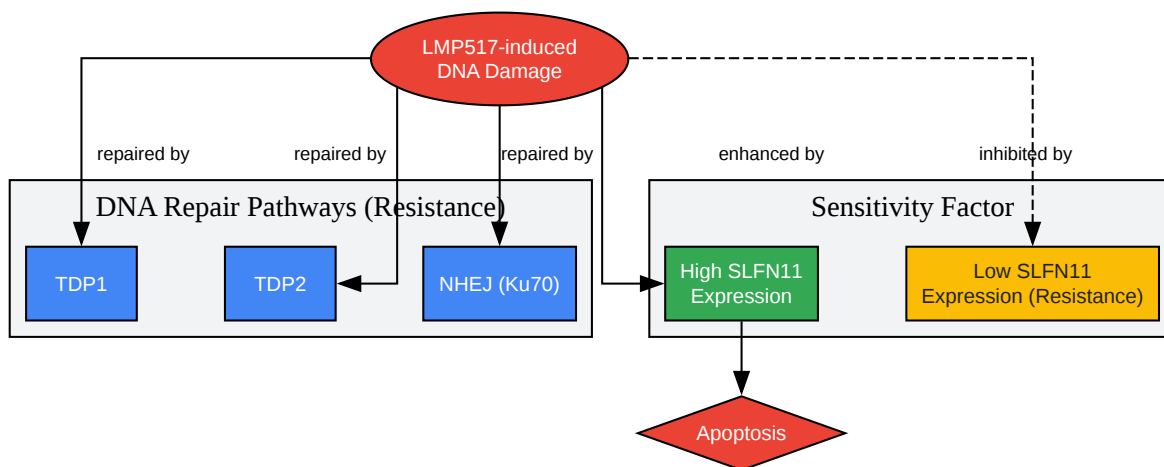 LMP517-induced
DNA Damage
repaired by
repaired by
repaired by
enhanced by
inhibited by
DNA Repair Pathways (Resistance)
Sensitivity Factor
TDP1
TDP2
NHEJ (Ku70)
High SLFN11
Expression
Low SLFN11
Expression (Resistance)
Apoptosis